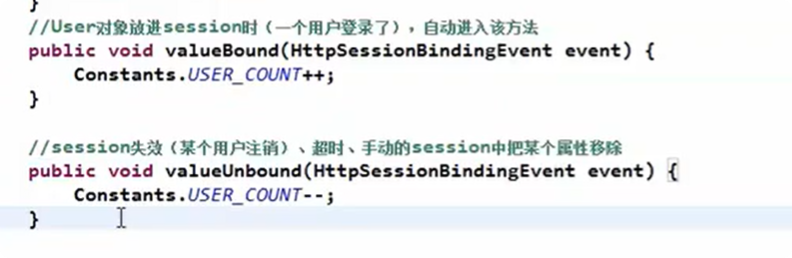 }
//User对象放进session时（一个用户登录了），自动进入该方法
public void valueBound(HttpSessionBindingEvent event) {
Constants.USER_COUNT++;
}
//session失效（某个用户注销）、超时、手动的session中把某个属性移除
public void valueUnbound(HttpSessionBindingEvent event) {
Constants.USER_COUNT--;
}